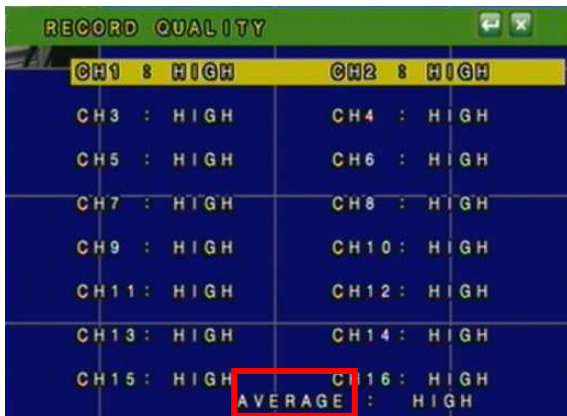 RECORD QUALITY
CH1 : HIGH CH2 : HIGH
CH3 : HIGH CH4 : HIGH
CH5 : HIGH CH6 : HIGH
CH7 : HIGH CH8 : HIGH
CH9 : HIGH CH10: HIGH
CH11: HIGH CH12: HIGH
CH13: HIGH CH14: HIGH
CH15: HIGH CH16: HIGH
AVERAGE : HIGH